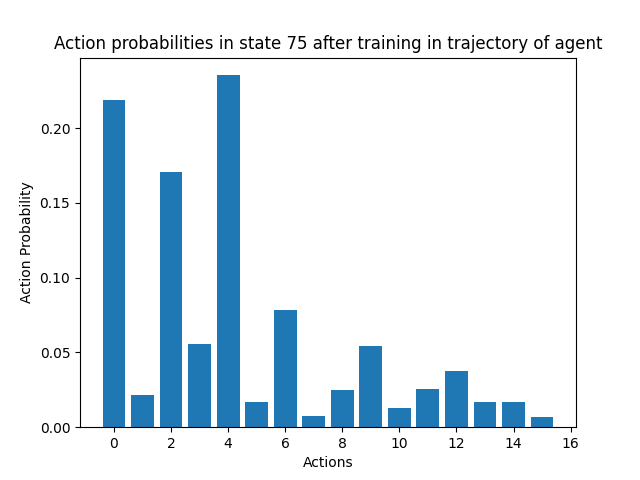 Action probabilities in state 75 after training in trajectory of agent
0.20
0.15
0.10
0.05
0.00
Action Probability
0 2 4 6 8 10 12 14 16
Actions